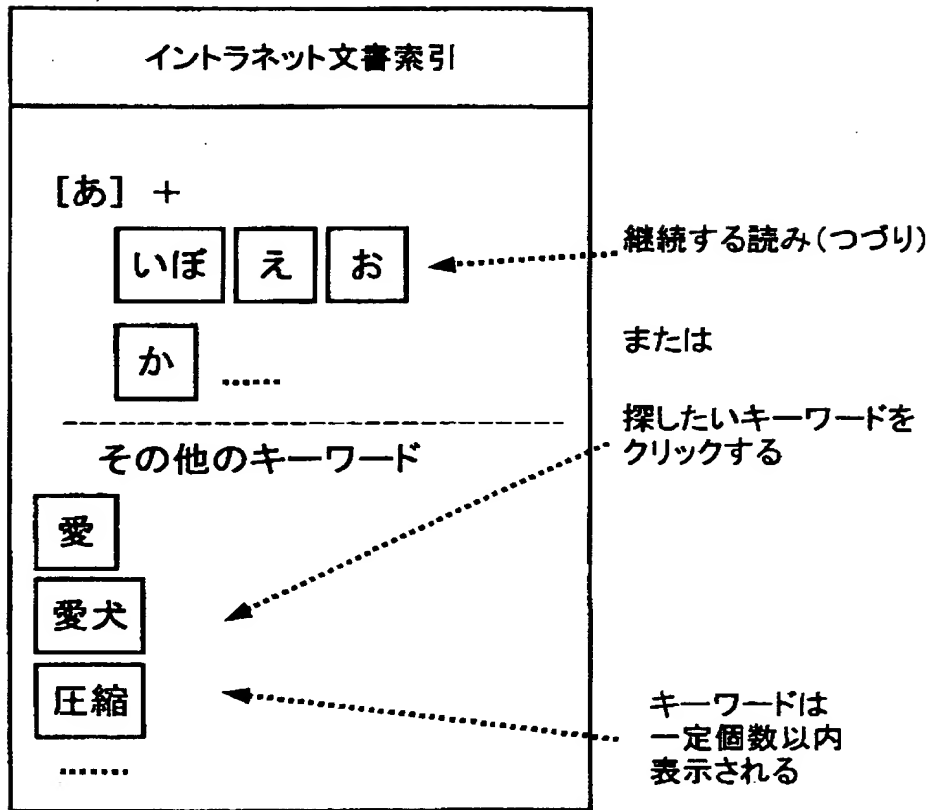 イントラネット文書索引
[あ] +
いぼ え お
か ......
継続する読み(つづり)
または
探したいキーワードを
クリックする
その他のキーワード
愛
愛犬
圧縮
......
キーワードは
一定個数以内
表示される